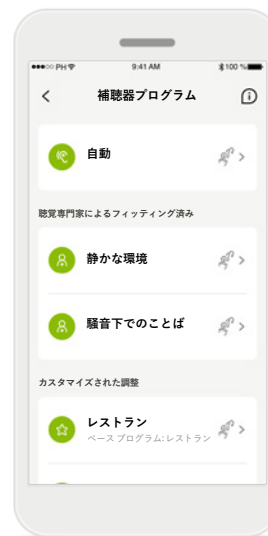 PH 9:41 AM 100 %
補聴器プログラム
自動
聴覚専門家によるフィッティング済み
静かな環境
騒音下でのことば
カスタマイズされた調整
レストラン
ベース プログラム: レストラン